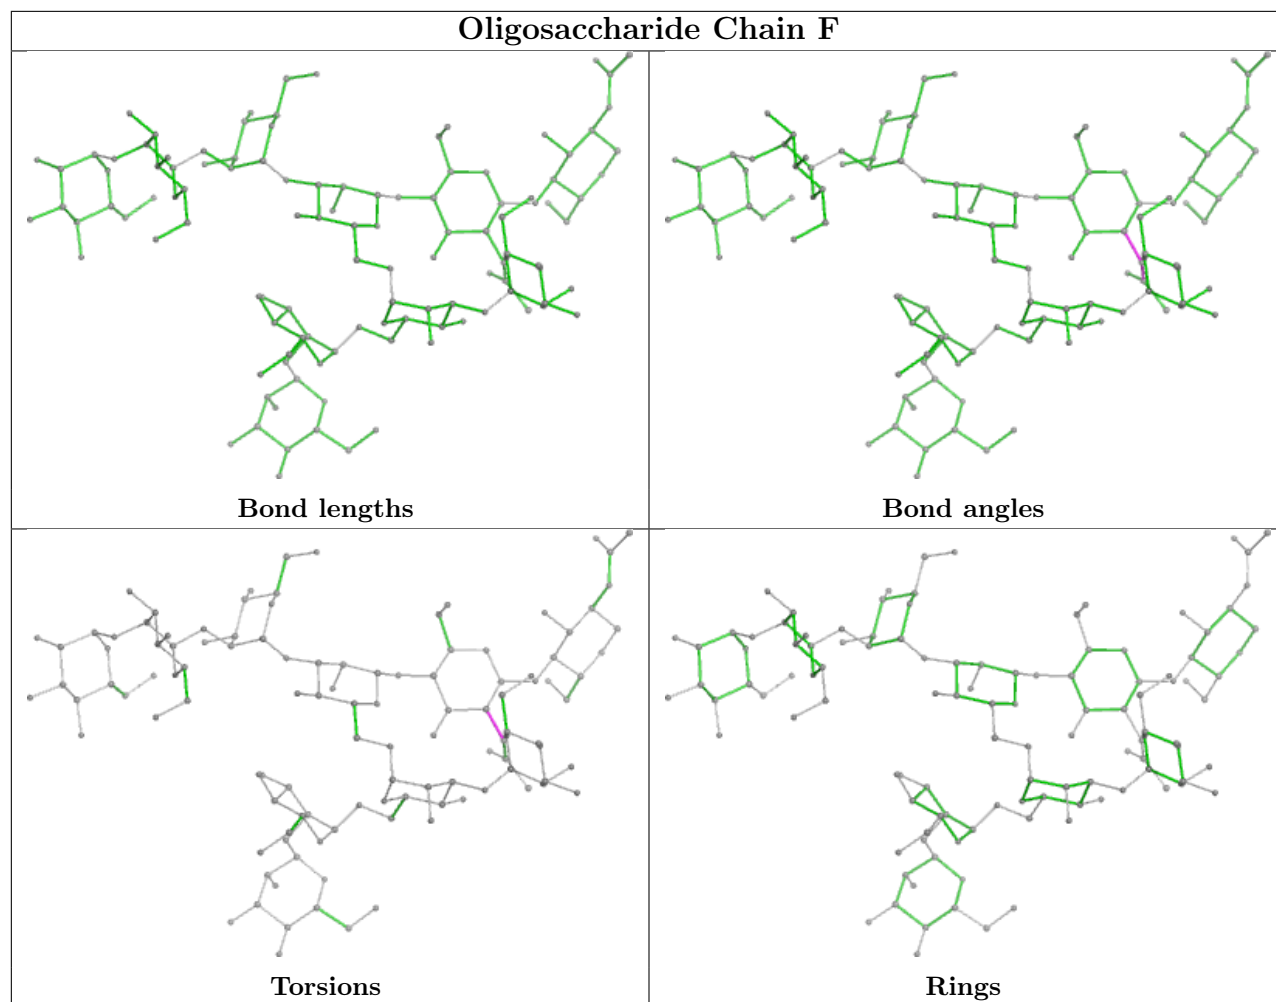 Oligosaccharide Chain F
Bond lengths
Bond angles
Torsions
Rings